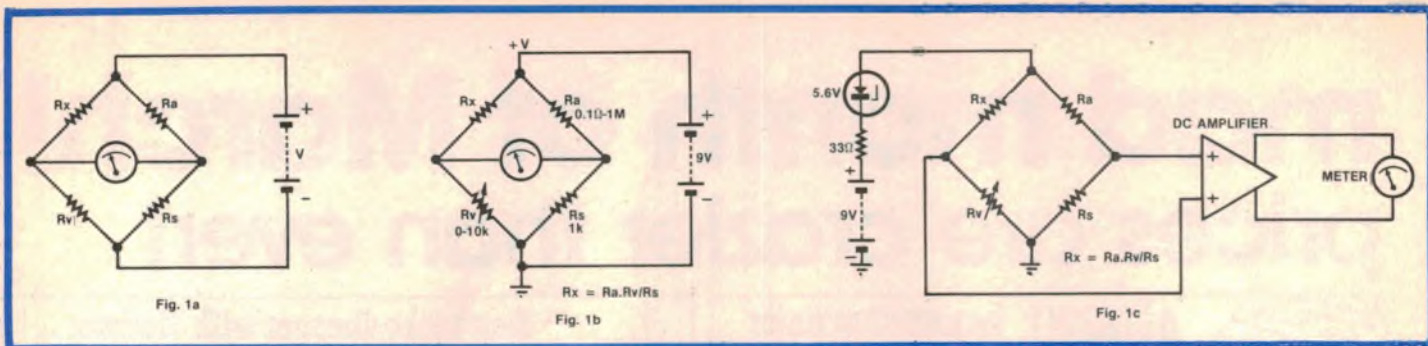 Rx
Ra
V
+
−
Rv
Rs
Fig. 1a
+V
Rx
Ra
0.1Ω-1M
+
9V
−
Rv
0-10k
Rs
1k
Rx = Ra.Rv/Rs
Fig. 1b
5.6V
33Ω
+
9V
−
Rx
Ra
Rv
Rs
Rx = Ra.Rv/Rs
DC AMPLIFIER
+
+
METER
Fig. 1c